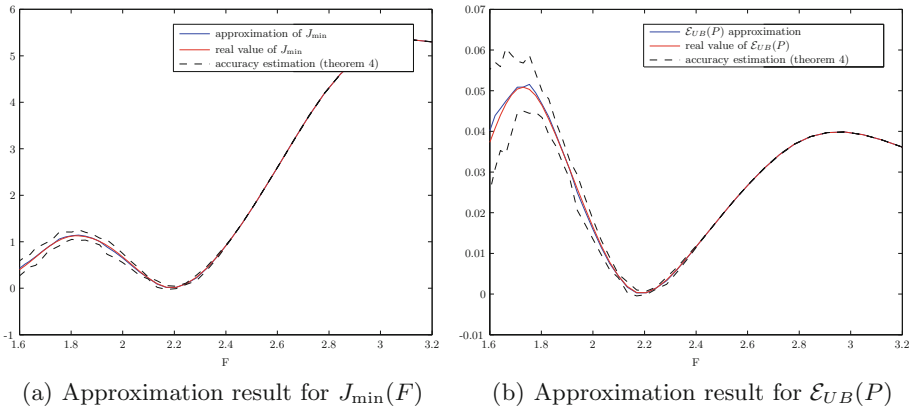 6
5
4
3
2
1
0
-1
1.6 1.8 2 2.2 2.4 2.6 2.8 3 3.2
F
approximation of J_min
real value of J_min
accuracy estimation (theorem 4)
(a) Approximation result for J_min(F)
0.07
0.06
0.05
0.04
0.03
0.02
0.01
0
-0.01
1.6 1.8 2 2.2 2.4 2.6 2.8 3 3.2
F
ℰ_UB(P) approximation
real value of ℰ_UB(P)
accuracy estimation (theorem 4)
(b) Approximation result for ℰ_UB(P)